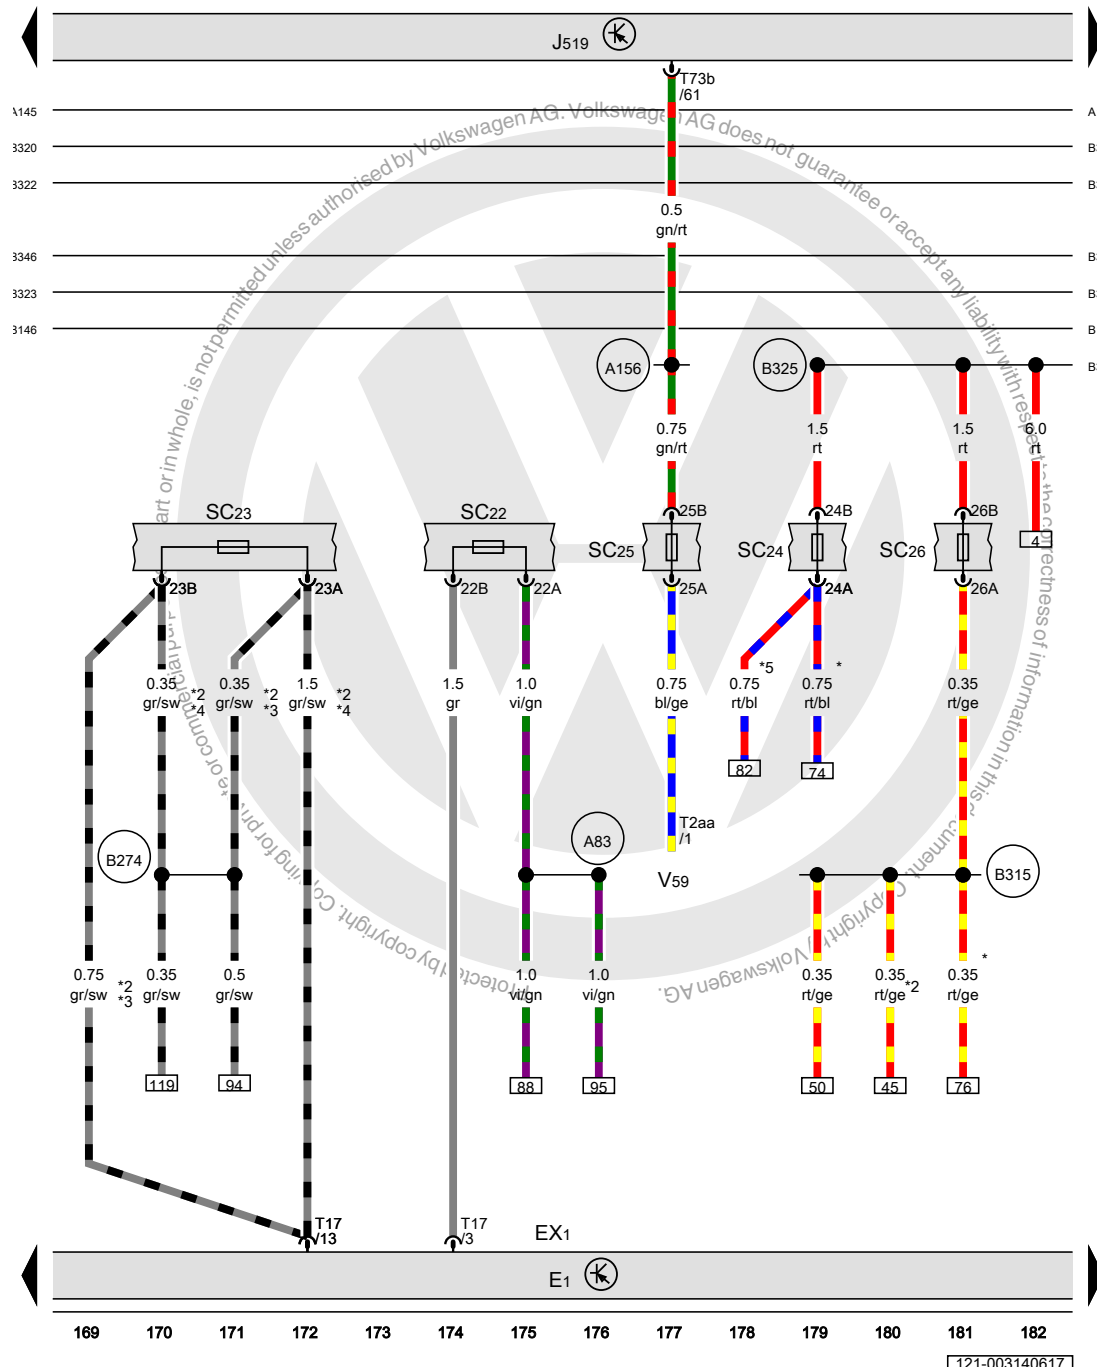 J519
T73b
/61
A145
A
B320
B322
0.5
gn/rt
B346
B323
B146
B
A156
B325
0.75
gn/rt
1.5
rt
1.5
rt
6.0
rt
SC23
SC22
25B
24B
26B
SC25
SC24
SC26
4
23B
23A
22B
22A
25A
24A
26A
*5
*
0.35
gr/sw
*2
*4
0.35
gr/sw
*2
*3
1.5
gr/sw
*2
*4
1.5
gr
1.0
vi/gn
0.75
bl/ge
0.75
rt/bl
0.75
rt/bl
0.35
rt/ge
82
74
T2aa
/1
B274
A83
V59
B315
0.75
gr/sw
*2
*3
0.35
gr/sw
0.5
gr/sw
1.0
vi/gn
1.0
vi/gn
0.35
rt/ge
0.35
rt/ge
*2
0.35
rt/ge
*
119
94
88
95
50
45
76
T17
/13
T17
/3
EX1
E1
169 170 171 172 173 174 175 176 177 178 179 180 181 182
121-003140617
Protected by copyright. Copying for private or commercial purposes, in part or in whole, is not permitted unless authorised by Volkswagen AG. Volkswagen AG does not guarantee or accept any liability with respect to the correctness of information in this document. Copyright by Volkswagen AG.